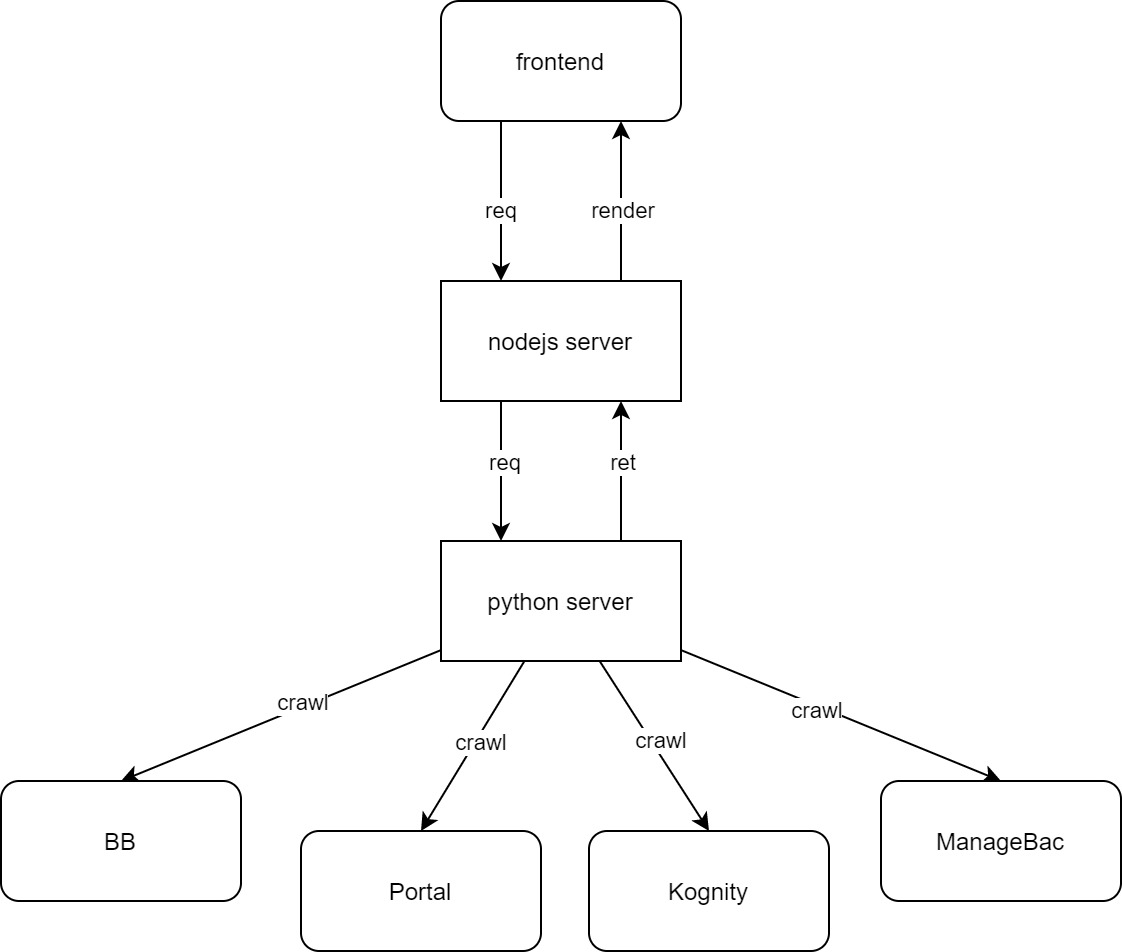 frontend
req
render
nodejs server
req
ret
python server
crawl
crawl
crawl
crawl
BB
Portal
Kognity
ManageBac